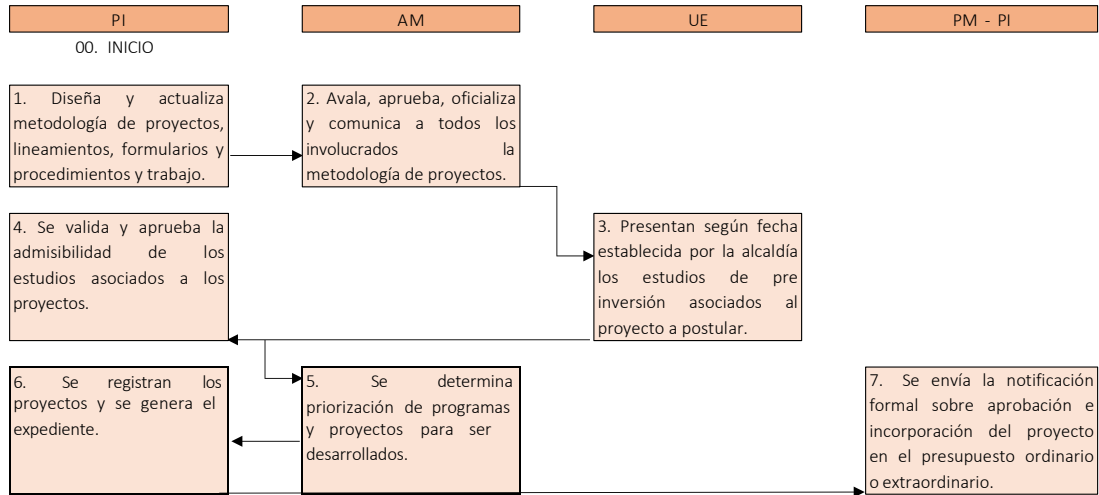 PI
AM
UE
PM - PI
00. INICIO
1. Diseña y actualiza
metodología de proyectos,
lineamientos, formularios y
procedimientos y trabajo.
2. Avala, aprueba, oficializa
y comunica a todos los
involucrados la
metodología de proyectos.
3. Presentan según fecha
establecida por la alcaldía
los estudios de pre
inversión asociados al
proyecto a postular.
4. Se valida y aprueba la
admisibilidad de los
estudios asociados a los
proyectos.
5. Se determina
priorización de programas
y proyectos para ser
desarrollados.
6. Se registran los
proyectos y se genera el
expediente.
7. Se envía la notificación
formal sobre aprobación e
incorporación del proyecto
en el presupuesto ordinario
o extraordinario.